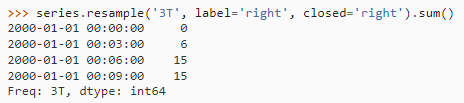 >>> series.resample('3T', label='right', closed='right').sum()
2000-01-01 00:00:00     0
2000-01-01 00:03:00     6
2000-01-01 00:06:00    15
2000-01-01 00:09:00    15
Freq: 3T, dtype: int64